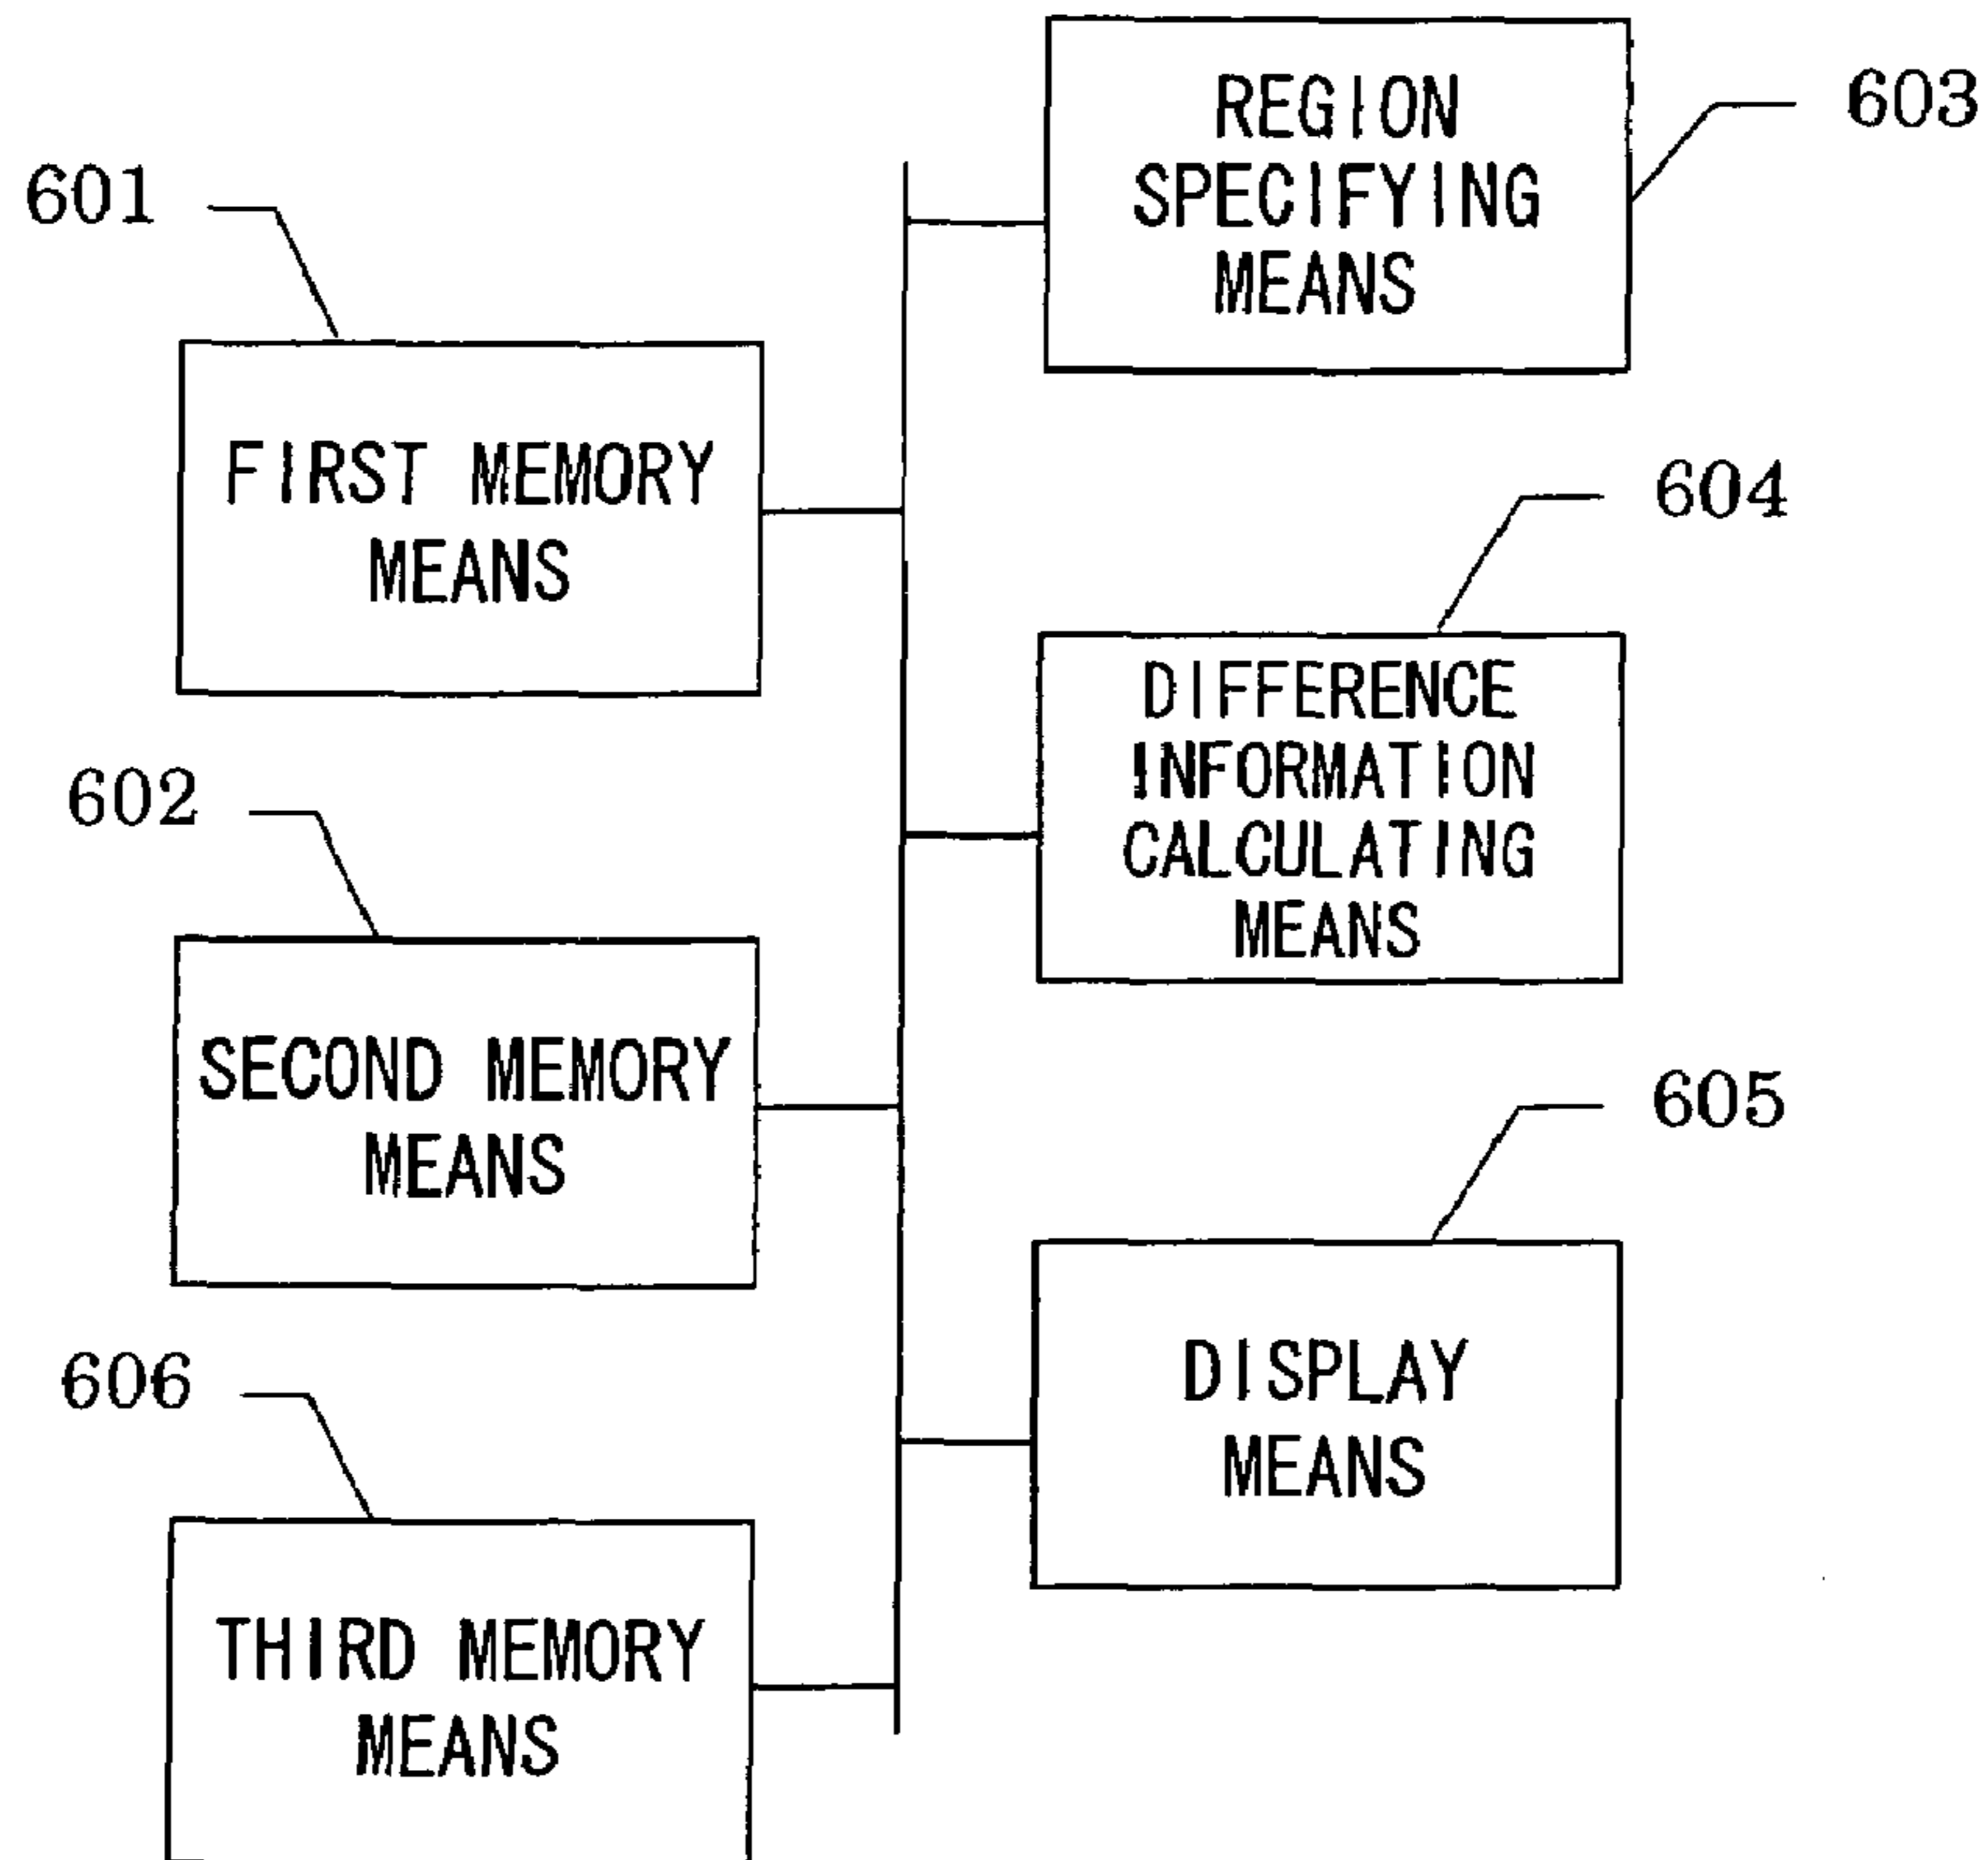 601
FIRST MEMORY
MEANS
602
SECOND MEMORY
MEANS
606
THIRD MEMORY
MEANS
603
REGION
SPECIFYING
MEANS
604
DIFFERENCE
INFORMATION
CALCULATING
MEANS
605
DISPLAY
MEANS